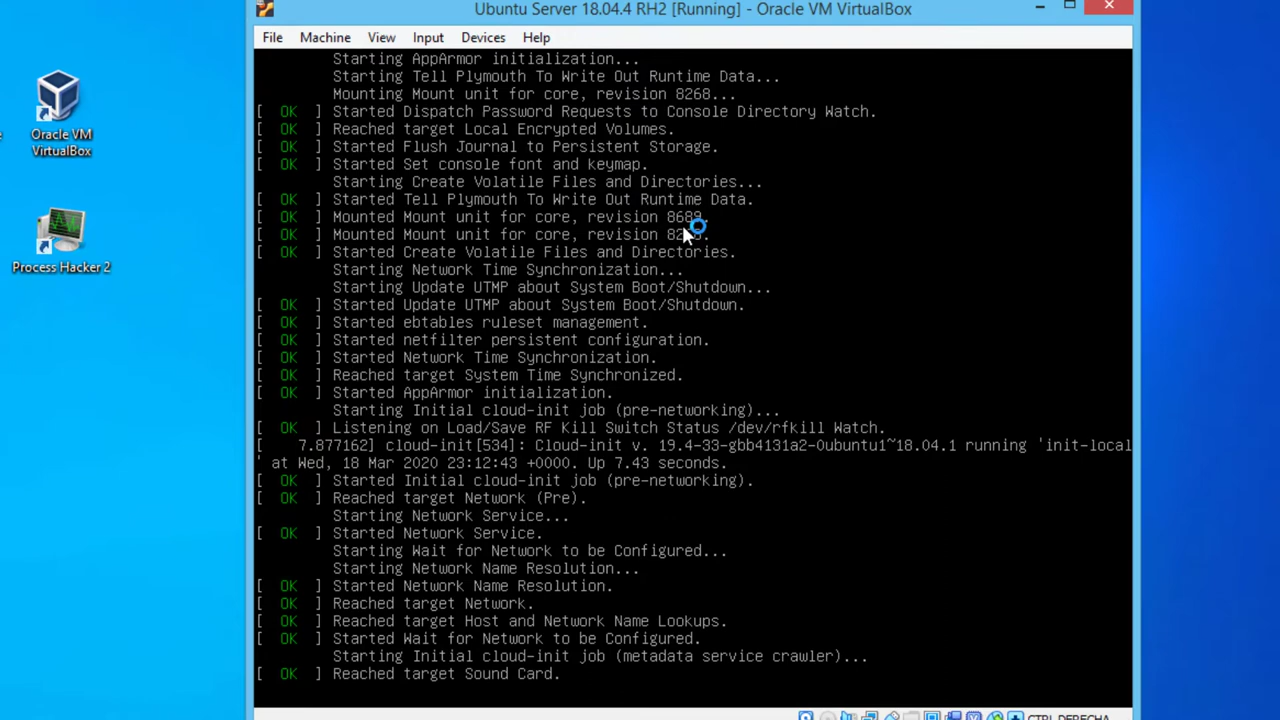 Ubuntu Server 18.04.4 RH2 [Running] - Oracle VM VirtualBox
File Machine View Input Devices Help
Starting AppArmor initialization...
Starting Tell Plymouth To Write Out Runtime Data...
Mounting Mount unit for core, revision 8268...
[ OK ] Started Dispatch Password Requests to Console Directory Watch.
[ OK ] Reached target Local Encrypted Volumes.
[ OK ] Started Flush Journal to Persistent Storage.
[ OK ] Started Set console font and keymap.
Starting Create Volatile Files and Directories...
[ OK ] Started Tell Plymouth To Write Out Runtime Data.
[ OK ] Mounted Mount unit for core, revision 8689.
[ OK ] Mounted Mount unit for core, revision
[ OK ] Started Create Volatile Files and Directories.
Starting Network Time Synchronization...
Starting Update UTMP about System Boot/Shutdown...
[ OK ] Started Update UTMP about System Boot/Shutdown.
[ OK ] Started ebtables ruleset management.
[ OK ] Started netfilter persistent configuration.
[ OK ] Started Network Time Synchronization.
[ OK ] Reached target System Time Synchronized.
[ OK ] Started AppArmor initialization.
Starting Initial cloud-init job (pre-networking)...
[ OK ] Listening on Load/Save RF Kill Switch Status /dev/rfkill Watch.
[ 7.877162] cloud-init[534]: Cloud-init v. 19.4-33-gbb4131a2-0ubuntu1~18.04.1 running 'init-local
' at Wed, 18 Mar 2020 23:12:43 +0000. Up 7.43 seconds.
[ OK ] Started Initial cloud-init job (pre-networking).
[ OK ] Reached target Network (Pre).
Starting Network Service...
[ OK ] Started Network Service.
Starting Wait for Network to be Configured...
Starting Network Name Resolution...
[ OK ] Started Network Name Resolution.
[ OK ] Reached target Network.
[ OK ] Reached target Host and Network Name Lookups.
[ OK ] Started Wait for Network to be Configured.
Starting Initial cloud-init job (metadata service crawler)...
[ OK ] Reached target Sound Card.
CTRL DERECHA
Oracle VM
VirtualBox
Process Hacker 2